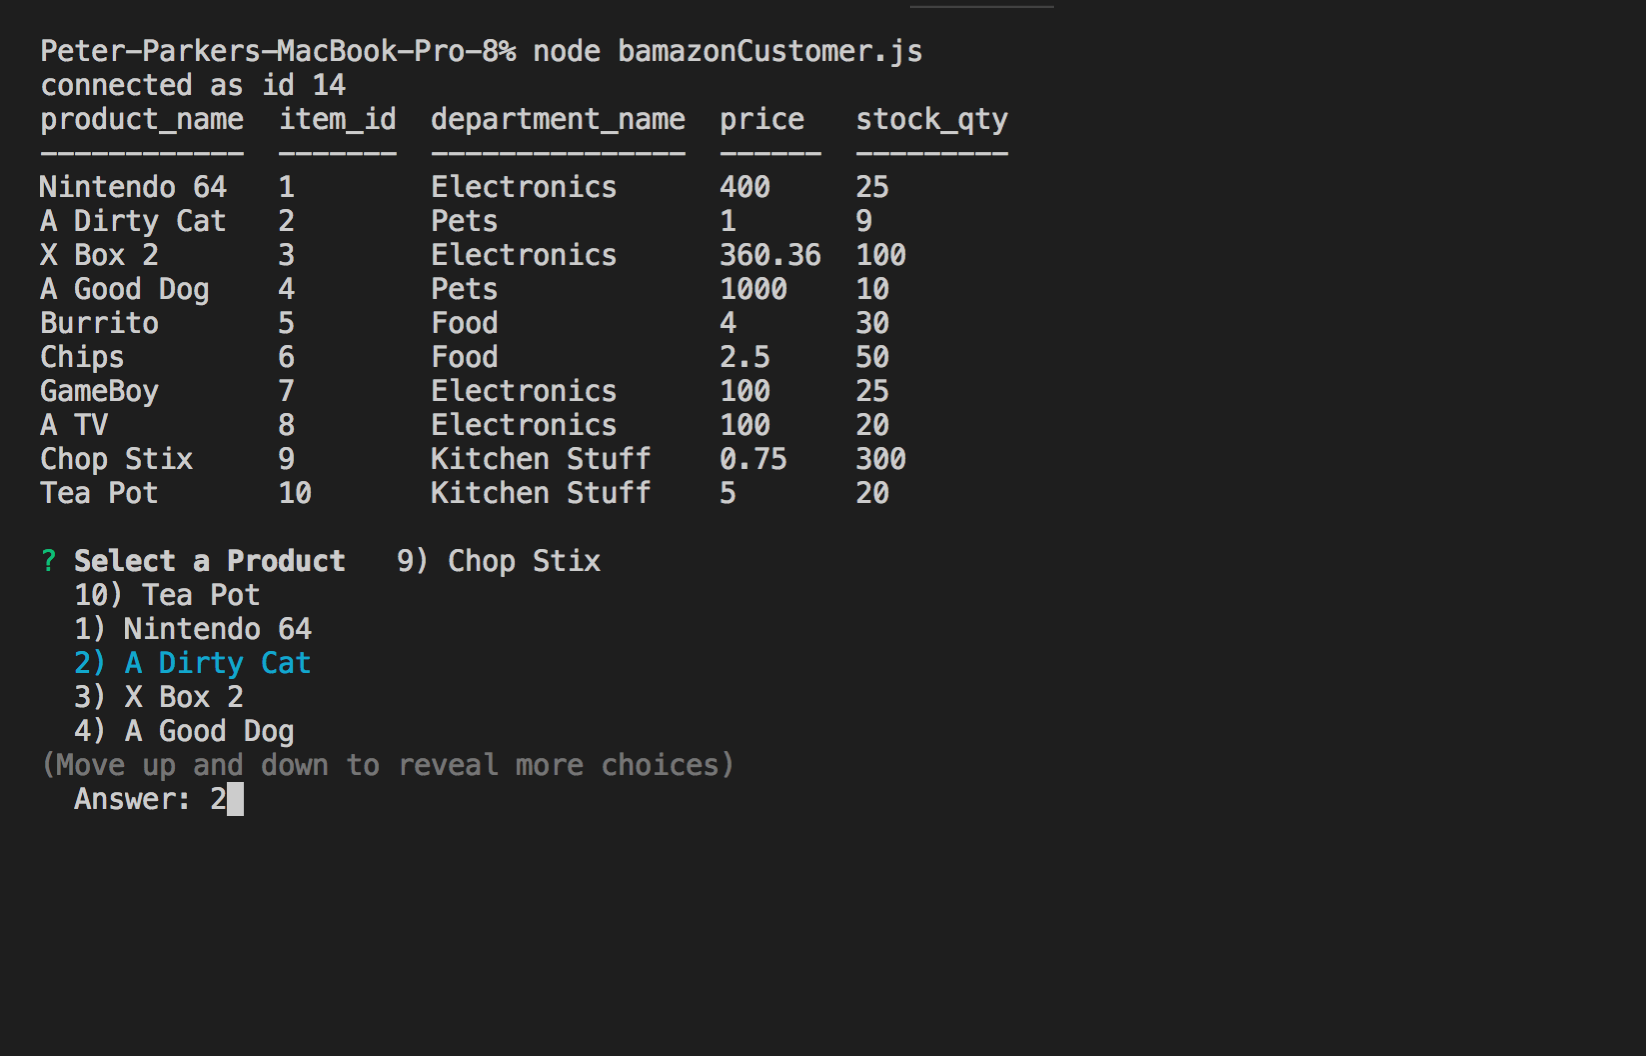 Peter-Parkers-MacBook-Pro-8% node bamazonCustomer.js
connected as id 14
product_name  item_id  department_name  price   stock_qty
------------  -------  ---------------  ------  ---------
Nintendo 64   1        Electronics      400     25
A Dirty Cat   2        Pets             1       9
X Box 2       3        Electronics      360.36  100
A Good Dog    4        Pets             1000    10
Burrito       5        Food             4       30
Chips         6        Food             2.5     50
GameBoy       7        Electronics      100     25
A TV          8        Electronics      100     20
Chop Stix     9        Kitchen Stuff    0.75    300
Tea Pot       10       Kitchen Stuff    5       20
? Select a Product   9) Chop Stix
  10) Tea Pot
  1) Nintendo 64
  2) A Dirty Cat
  3) X Box 2
  4) A Good Dog
(Move up and down to reveal more choices)
  Answer: 2